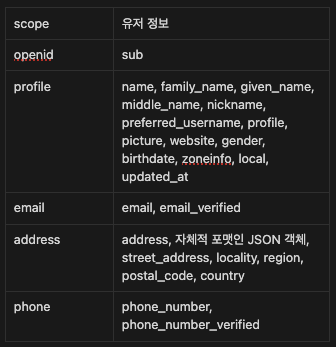 scope 유저 정보
openid sub
profile name, family_name, given_name,
middle_name, nickname,
preferred_username, profile,
picture, website, gender,
birthdate, zoneinfo, local,
updated_at
email email, email_verified
address address, 자체적 포맷인 JSON 객체,
street_address, locality, region,
postal_code, country
phone phone_number,
phone_number_verified